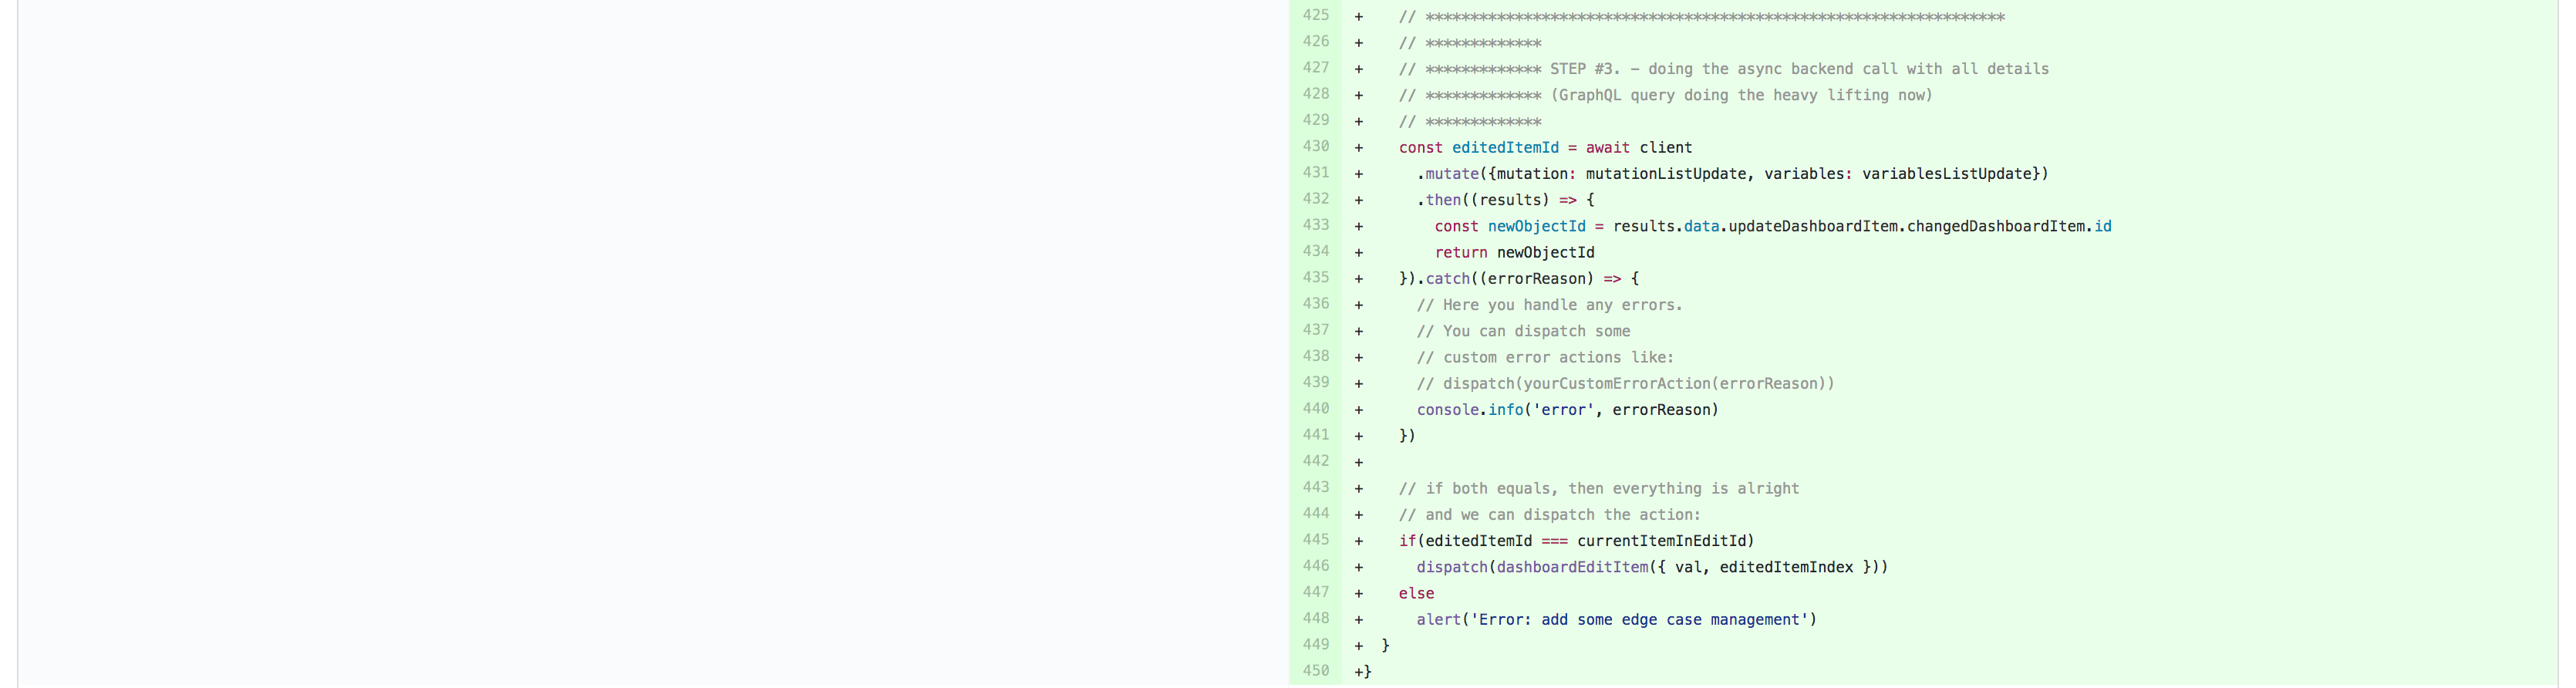 425 + // *****************************************************************
426 + // *************
427 + // ************* STEP #3. - doing the async backend call with all details
428 + // ************* (GraphQL query doing the heavy lifting now)
429 + // *************
430 + const editedItemId = await client
431 + .mutate({mutation: mutationListUpdate, variables: variablesListUpdate})
432 + .then((results) => {
433 + const newObjectId = results.data.updateDashboardItem.changedDashboardItem.id
434 + return newObjectId
435 + }).catch((errorReason) => {
436 + // Here you handle any errors.
437 + // You can dispatch some
438 + // custom error actions like:
439 + // dispatch(yourCustomErrorAction(errorReason))
440 + console.info('error', errorReason)
441 + })
442 +
443 + // if both equals, then everything is alright
444 + // and we can dispatch the action:
445 + if(editedItemId === currentItemInEditId)
446 + dispatch(dashboardEditItem({ val, editedItemIndex }))
447 + else
448 + alert('Error: add some edge case management')
449 + }
450 +}